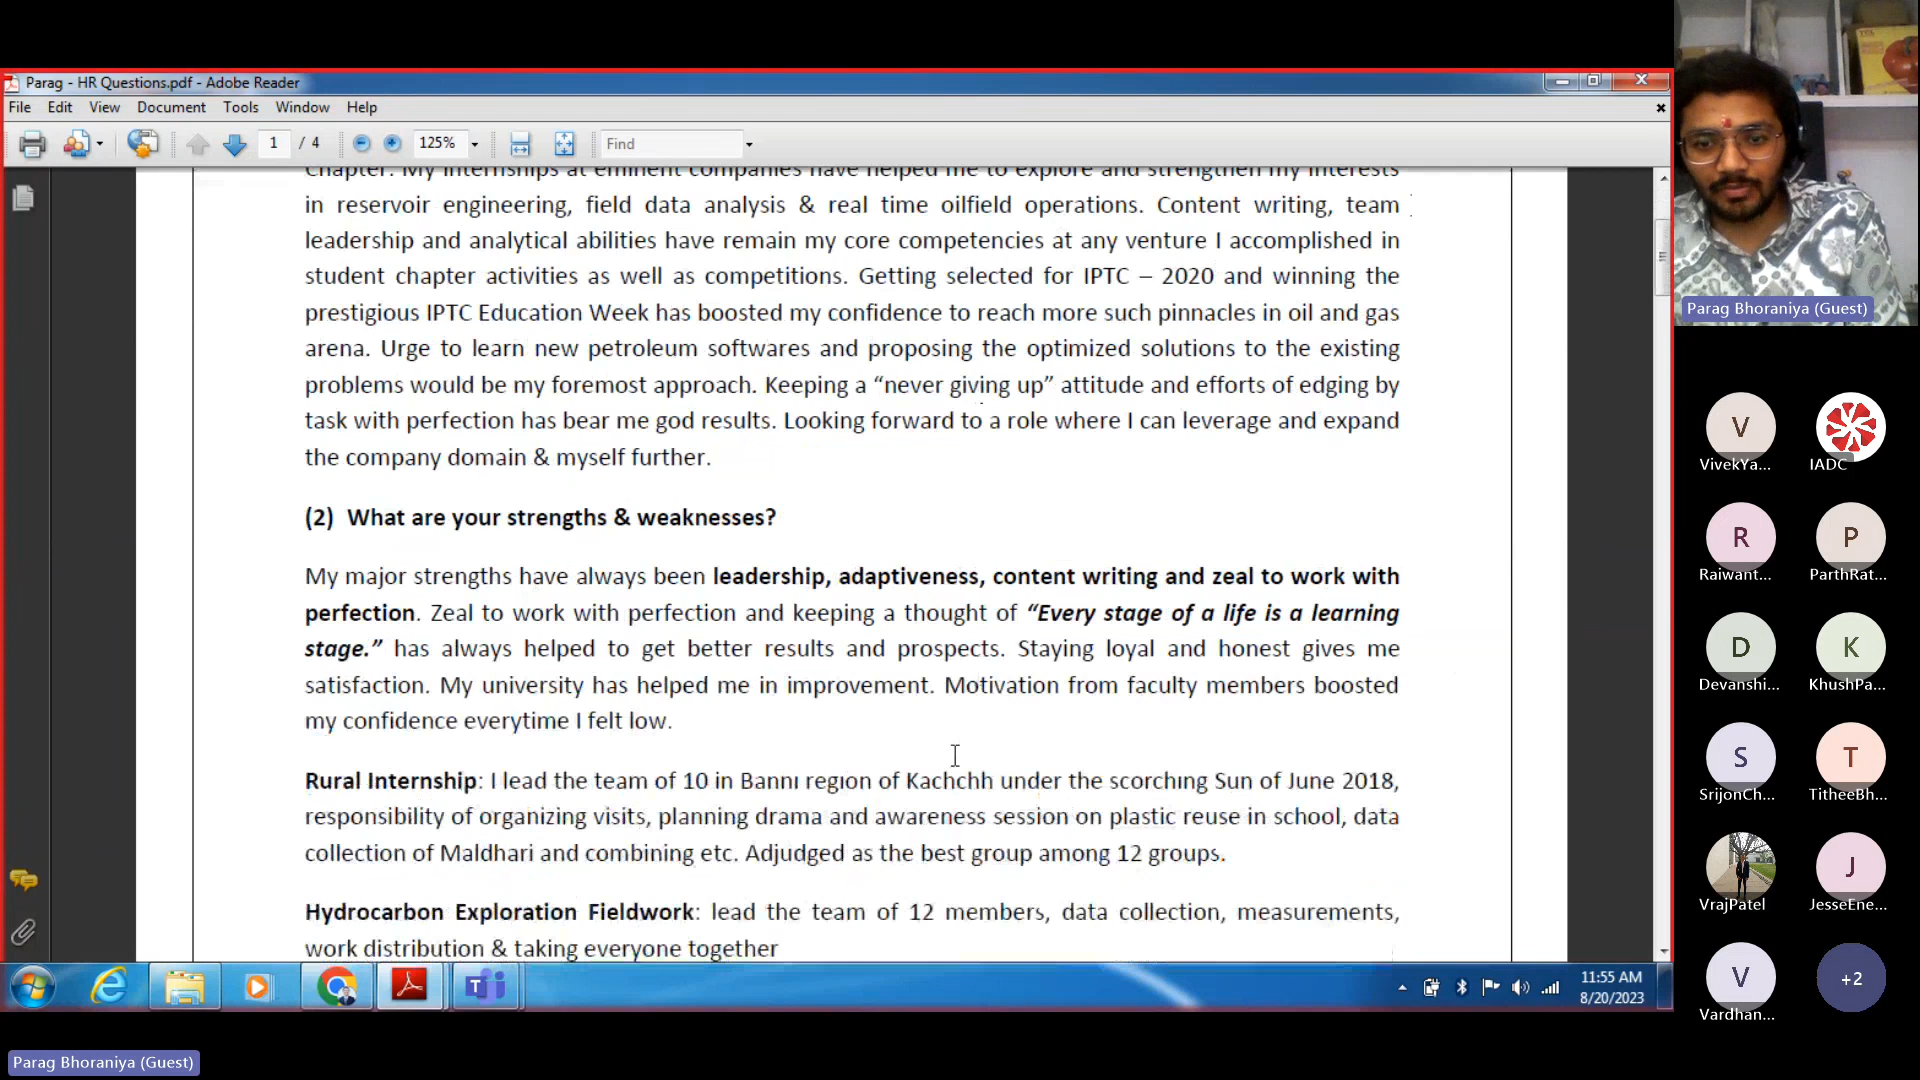 Parag - HR Questions.pdf - Adobe Reader
File Edit View Document Tools Window Help
1 / 4 125% Find
Chapter. My internships at eminent companies have helped me to explore and strengthen my interests
in reservoir engineering, field data analysis & real time oilfield operations. Content writing, team
leadership and analytical abilities have remain my core competencies at any venture I accomplished in
student chapter activities as well as competitions. Getting selected for IPTC – 2020 and winning the
prestigious IPTC Education Week has boosted my confidence to reach more such pinnacles in oil and gas
arena. Urge to learn new petroleum softwares and proposing the optimized solutions to the existing
problems would be my foremost approach. Keeping a “never giving up” attitude and efforts of edging by
task with perfection has bear me god results. Looking forward to a role where I can leverage and expand
the company domain & myself further.
(2) What are your strengths & weaknesses?
My major strengths have always been leadership, adaptiveness, content writing and zeal to work with
perfection. Zeal to work with perfection and keeping a thought of “Every stage of a life is a learning
stage.” has always helped to get better results and prospects. Staying loyal and honest gives me
satisfaction. My university has helped me in improvement. Motivation from faculty members boosted
my confidence everytime I felt low.
Rural Internship: I lead the team of 10 in Banni region of Kachchh under the scorching Sun of June 2018,
responsibility of organizing visits, planning drama and awareness session on plastic reuse in school, data
collection of Maldhari and combining etc. Adjudged as the best group among 12 groups.
Hydrocarbon Exploration Fieldwork: lead the team of 12 members, data collection, measurements,
work distribution & taking everyone together
11:55 AM
8/20/2023
Parag Bhoraniya (Guest)
Parag Bhoraniya (Guest)
V
VivekYa...
IADC
R
Raiwant...
P
ParthRat...
D
Devanshi...
K
KhushPa...
S
SrijonCh...
T
TitheeBh...
VrajPatel
J
JesseEne...
V
Vardhan...
+2